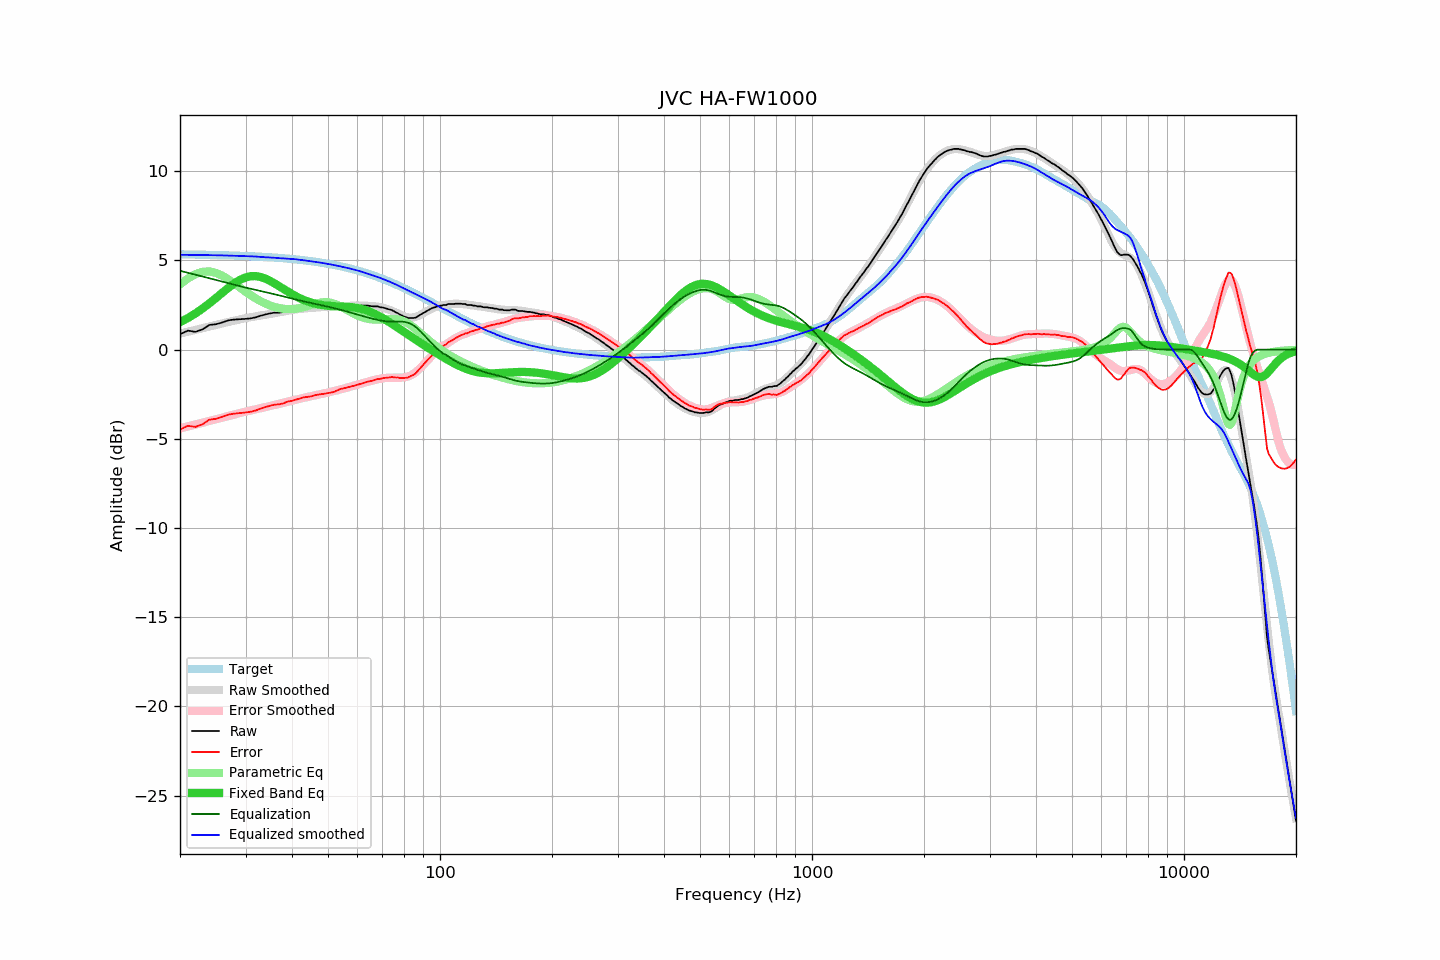 JVC HA-FW1000
10
5
0
−5
−10
−15
−20
−25
Amplitude (dBr)
Target
Raw Smoothed
Error Smoothed
Raw
Error
Parametric Eq
Fixed Band Eq
Equalization
Equalized smoothed
100
1000
10000
Frequency (Hz)